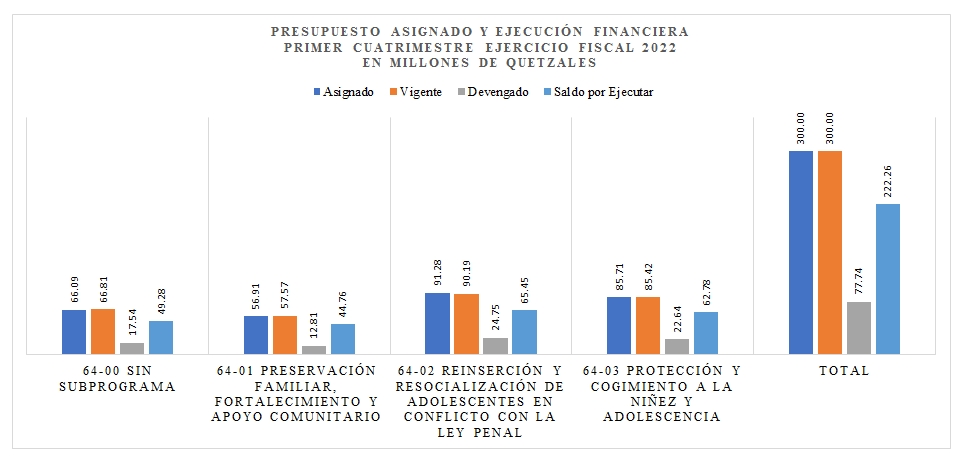 PRESUPUESTO ASIGNADO Y EJECUCIÓN FINANCIERA
PRIMER CUATRIMESTRE EJERCICIO FISCAL 2022
EN MILLONES DE QUETZALES
Asignado Vigente Devengado Saldo por Ejecutar
66.09 66.81 17.54 49.28
56.91 57.57 12.81 44.76
91.28 90.19 24.75 65.45
85.71 85.42 22.64 62.78
300.00 300.00 77.74 222.26
64-00 SIN
SUBPROGRAMA
64-01 PRESERVACIÓN
FAMILIAR,
FORTALECIMIENTO Y
APOYO COMUNITARIO
64-02 REINSERCIÓN Y
RESOCIALIZACIÓN DE
ADOLESCENTES EN
CONFLICTO CON LA
LEY PENAL
64-03 PROTECCIÓN Y
COGIMIENTO A LA
NIÑEZ Y
ADOLESCENCIA
TOTAL